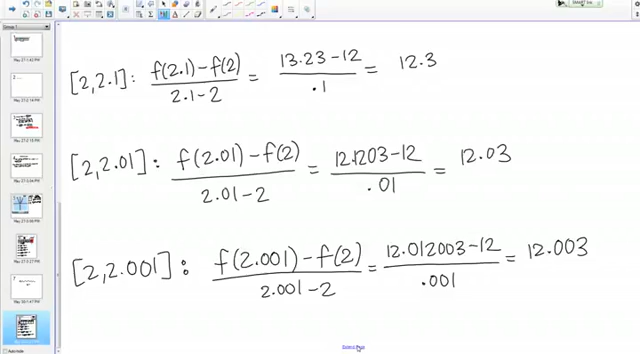 [2,2.1]: f(2.1)-f(2) / 2.1-2 = 13.23-12 / .1 = 12.3
[2,2.01]: f(2.01)-f(2) / 2.01-2 = 12.1203-12 / .01 = 12.03
[2,2.001]: f(2.001)-f(2) / 2.001-2 = 12.012003-12 / .001 = 12.003